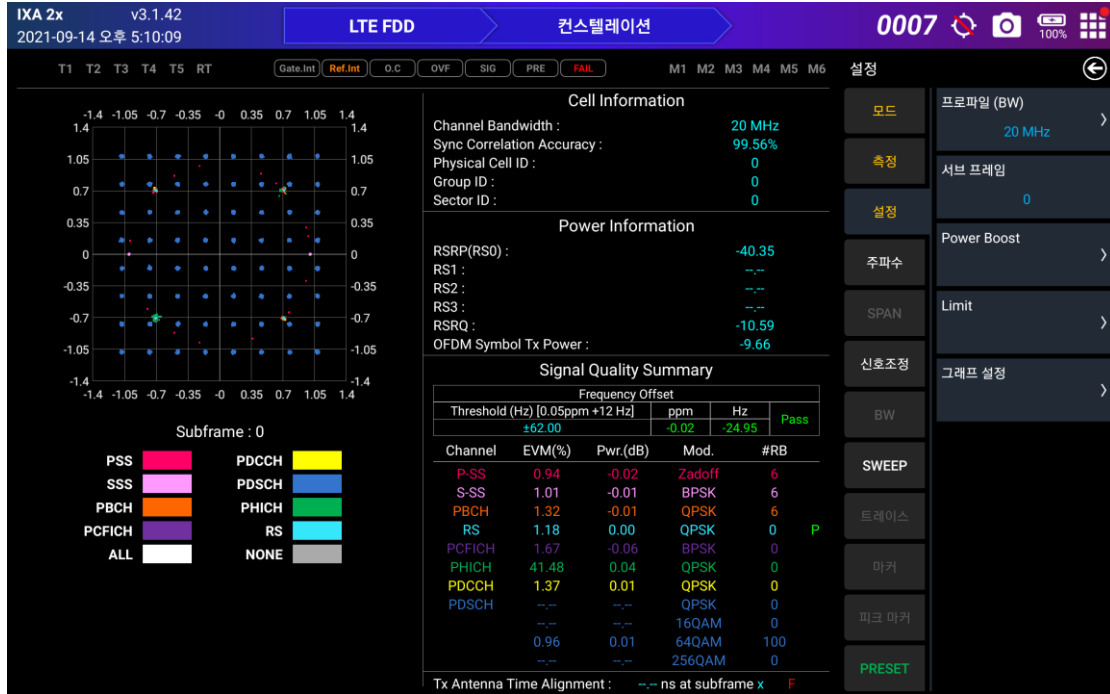 IXA 2x v3.1.42
2021-09-14 오후 5:10:09
LTE FDD
컨스텔레이션
0007
100%
T1 T2 T3 T4 T5 RT
Gate.Int Ref.Int O.C OVF SIG PRE FAIL
M1 M2 M3 M4 M5 M6
-1.4 -1.05 -0.7 -0.35 -0 0.35 0.7 1.05 1.4
1.4 1.4
1.05 1.05
0.7 0.7
0.35 0.35
0 0
-0.35 -0.35
-0.7 -0.7
-1.05 -1.05
-1.4 -1.4
-1.4 -1.05 -0.7 -0.35 -0 0.35 0.7 1.05 1.4
Subframe : 0
PSS PDCCH
SSS PDSCH
PBCH PHICH
PCFICH RS
ALL NONE
Cell Information
Channel Bandwidth : 20 MHz
Sync Correlation Accuracy : 99.56%
Physical Cell ID : 0
Group ID : 0
Sector ID : 0
Power Information
RSRP(RS0) : -40.35
RS1 : --.--
RS2 : --.--
RS3 : --.--
RSRQ : -10.59
OFDM Symbol Tx Power : -9.66
Signal Quality Summary
Frequency Offset
Threshold (Hz) [0.05ppm +12 Hz] ppm Hz Pass
±62.00 -0.02 -24.95
Channel EVM(%) Pwr.(dB) Mod. #RB
P-SS 0.94 -0.02 Zadoff 6
S-SS 1.01 -0.01 BPSK 6
PBCH 1.32 -0.01 QPSK 6
RS 1.18 0.00 QPSK 0 P
PCFICH 1.67 -0.06 BPSK 0
PHICH 41.48 0.04 QPSK 0
PDCCH 1.37 0.01 QPSK 0
PDSCH --.-- --.-- QPSK 0
--.-- --.-- 16QAM 0
0.96 0.01 64QAM 100
--.-- --.-- 256QAM 0
Tx Antenna Time Alignment : --.-- ns at subframe x F
설정
모드
측정
설정
주파수
SPAN
신호조정
BW
SWEEP
트레이스
마커
피크 마커
PRESET
프로파일 (BW)
20 MHz
서브 프레임
0
Power Boost
Limit
그래프 설정